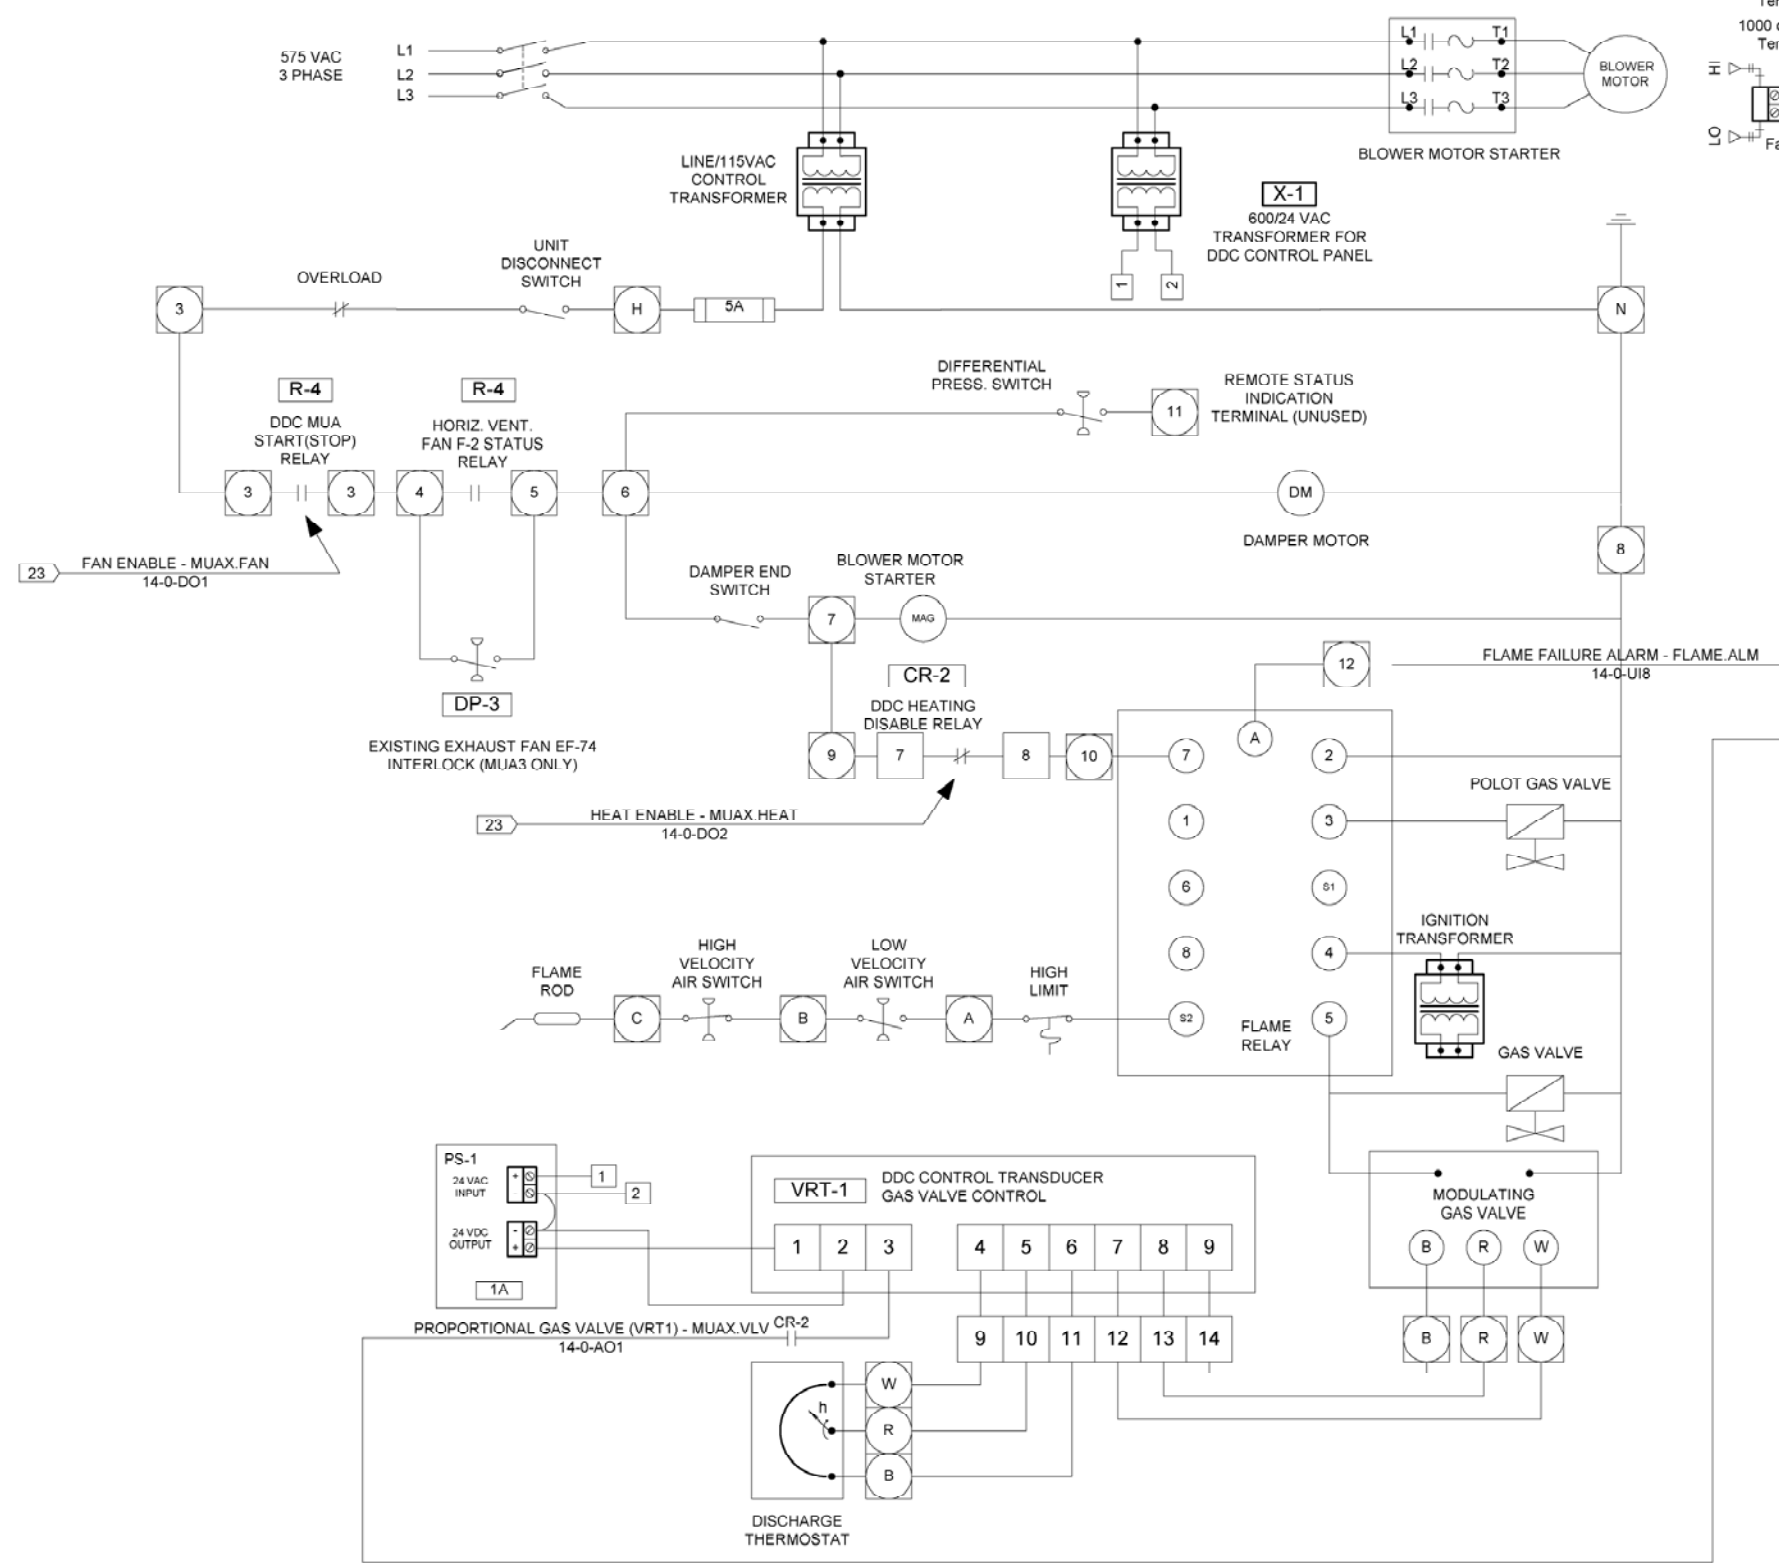 1000
575 VAC
3 PHASE
L1
L2
L3
L1
L2
L3
T1
T2
T3
BLOWER
MOTOR
BLOWER MOTOR STARTER
HI
LO
LINE/115VAC
CONTROL
TRANSFORMER
X-1
600/24 VAC
TRANSFORMER FOR
DDC CONTROL PANEL
1
2
UNIT
DISCONNECT
SWITCH
OVERLOAD
3
H
5A
N
R-4
DDC MUA
START(STOP)
RELAY
R-4
HORIZ. VENT.
FAN F-2 STATUS
RELAY
DIFFERENTIAL
PRESS. SWITCH
11
REMOTE STATUS
INDICATION
TERMINAL (UNUSED)
3
3
4
5
6
DM
DAMPER MOTOR
8
23
FAN ENABLE - MUAX.FAN
14-0-DO1
DAMPER END
SWITCH
BLOWER MOTOR
STARTER
7
MAG
DP-3
EXISTING EXHAUST FAN EF-74
INTERLOCK (MUA3 ONLY)
CR-2
DDC HEATING
DISABLE RELAY
12
FLAME FAILURE ALARM - FLAME.ALM
14-0-UI8
9
7
8
10
23
HEAT ENABLE - MUAX.HEAT
14-0-DO2
A
7
2
1
3
6
S1
8
4
S2
5
FLAME
RELAY
POLOT GAS VALVE
IGNITION
TRANSFORMER
GAS VALVE
FLAME
ROD
C
HIGH
VELOCITY
AIR SWITCH
B
LOW
VELOCITY
AIR SWITCH
A
HIGH
LIMIT
PS-1
24 VAC
INPUT
+
1
2
24 VDC
OUTPUT
-
+
1A
VRT-1
DDC CONTROL TRANSDUCER
GAS VALVE CONTROL
1 2 3 4 5 6 7 8 9
MODULATING
GAS VALVE
B R W
PROPORTIONAL GAS VALVE (VRT1) - MUAX.VLV
14-0-AO1
CR-2
9 10 11 12 13 14
B R W
W
R
B
h
DISCHARGE
THERMOSTAT